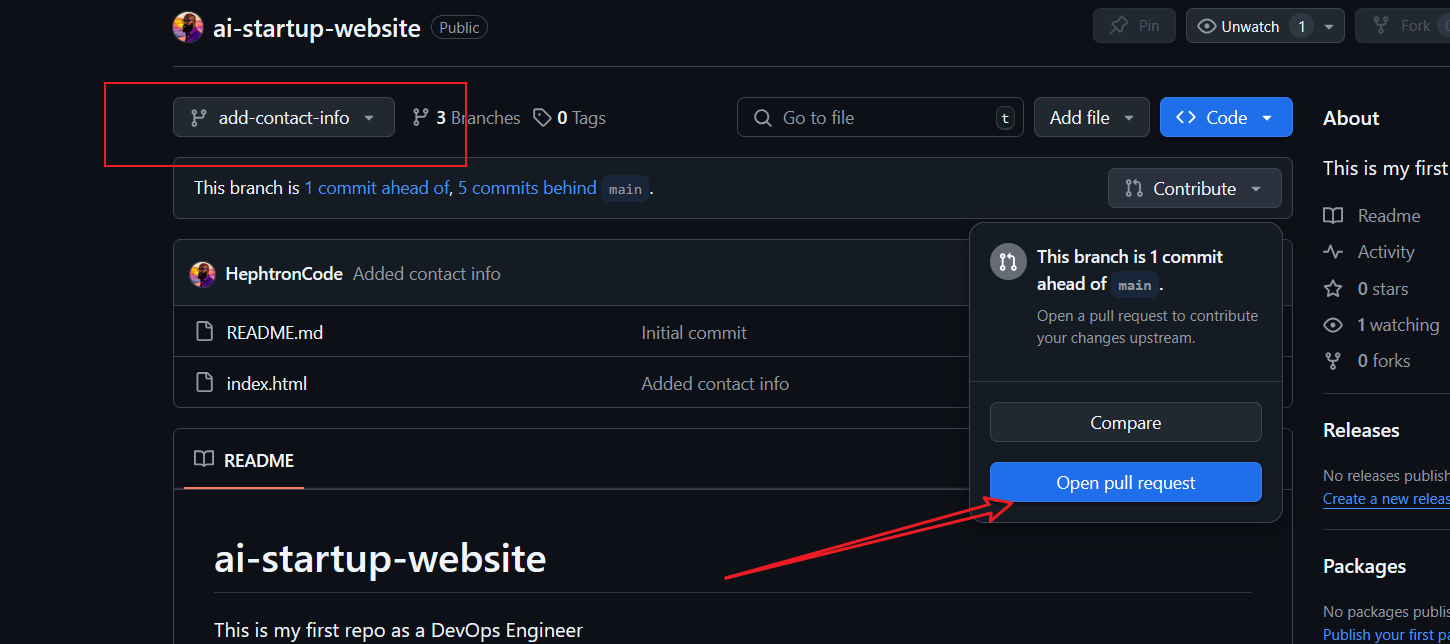 ai-startup-website Public Pin Unwatch 1 Fork
add-contact-info 3 Branches 0 Tags Go to file t Add file Code
This branch is 1 commit ahead of, 5 commits behind main .
Contribute
This branch is 1 commit
ahead of main .
Open a pull request to contribute
your changes upstream.
Compare
Open pull request
HephtronCode Added contact info
README.md Initial commit
index.html Added contact info
README
ai-startup-website
This is my first repo as a DevOps Engineer
About
This is my first
Readme
Activity
0 stars
1 watching
0 forks
Releases
No releases publish
Create a new releas
Packages
No packages publis
Publish your first pa